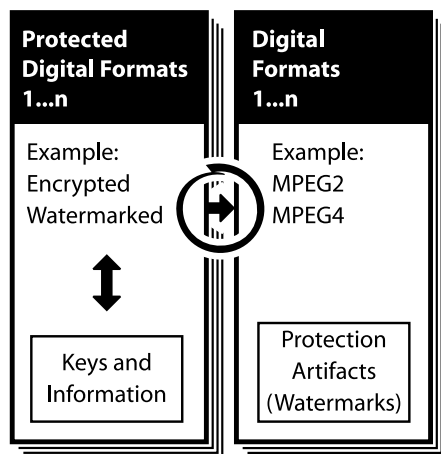 Protected
Digital Formats
1...n
Example:
Encrypted
Watermarked
Keys and
Information
Digital
Formats
1...n
Example:
MPEG2
MPEG4
Protection
Artifacts
(Watermarks)